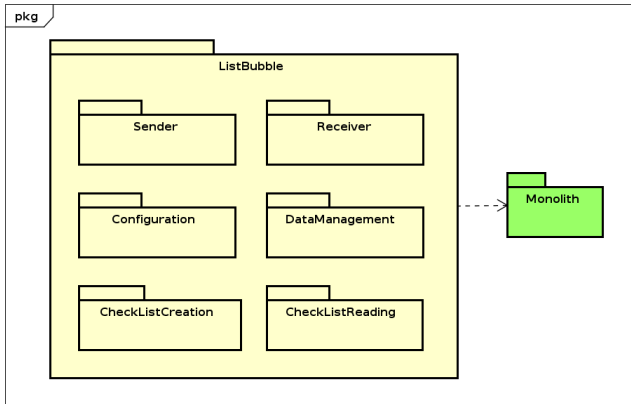 pkg
ListBubble
Sender
Receiver
Configuration
DataManagement
CheckListCreation
CheckListReading
Monolith